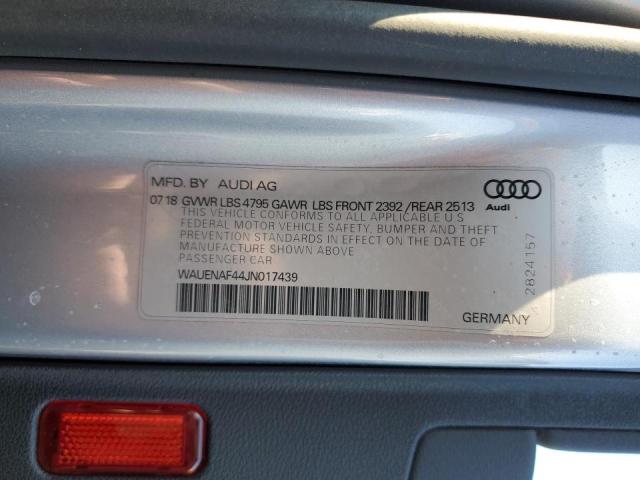 MFD. BY AUDI AG
07 18 GVWR LBS 4795 GAWR LBS FRONT 2392 /REAR 2513
Audi
THIS VEHICLE CONFORMS TO ALL APPLICABLE U S
FEDERAL MOTOR VEHICLE SAFETY, BUMPER AND THEFT
PREVENTION STANDARDS IN EFFECT ON THE DATE OF
MANUFACTURE SHOWN ABOVE
PASSENGER CAR
WAUENAF44JN017439
2824157
GERMANY